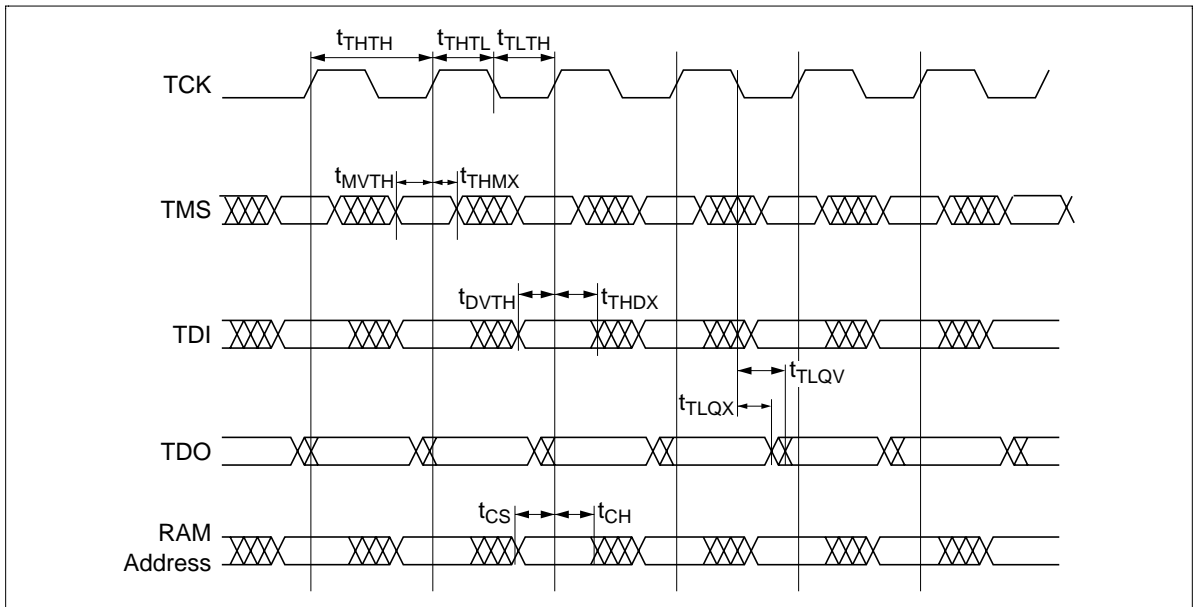 tTHTH tTHTL tTLTH
TCK
tMVTH tTHMX
TMS
tDVTH tTHDX
TDI
tTLQV
tTLQX
TDO
tCS tCH
RAM
Address